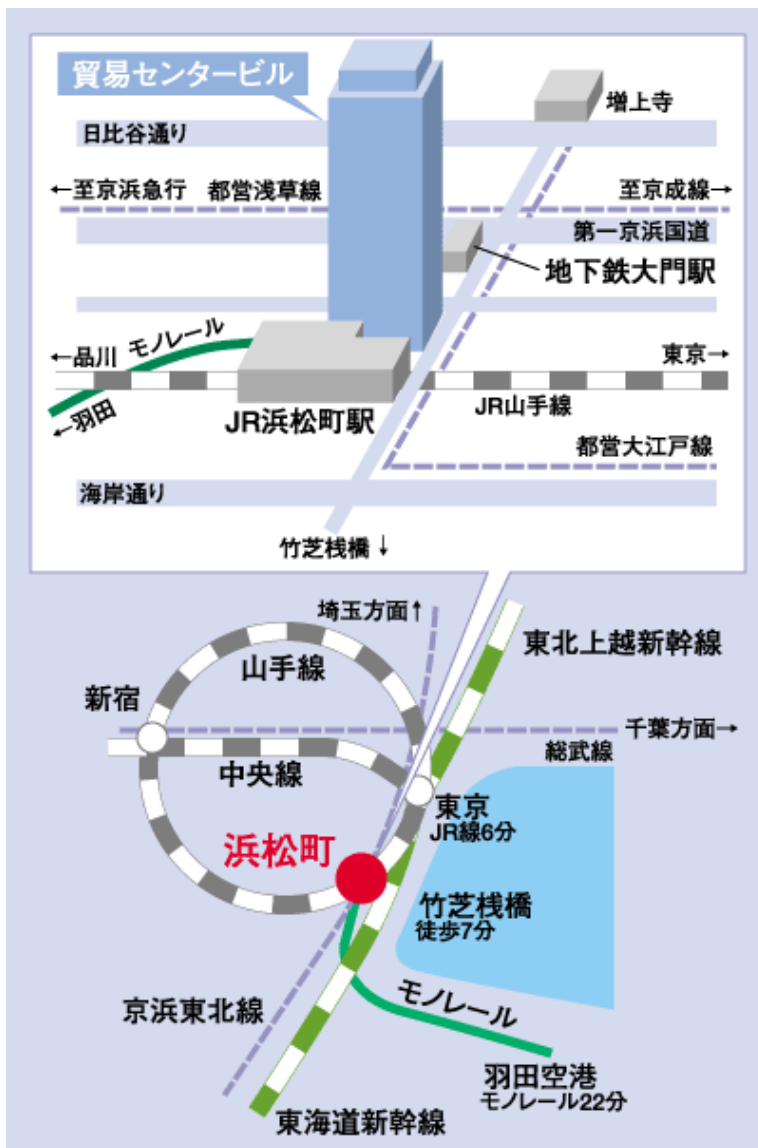 貿易センタービル
増上寺
日比谷通り
←至京浜急行
都営浅草線
至京成線→
第一京浜国道
地下鉄大門駅
モノレール
←品川
東京→
←羽田
JR浜松町駅
JR山手線
都営大江戸線
海岸通り
竹芝桟橋↓
埼玉方面↑
東北上越新幹線
山手線
新宿
千葉方面→
総武線
中央線
東京
JR線6分
浜松町
竹芝桟橋
徒歩7分
京浜東北線
モノレール
羽田空港
モノレール22分
東海道新幹線